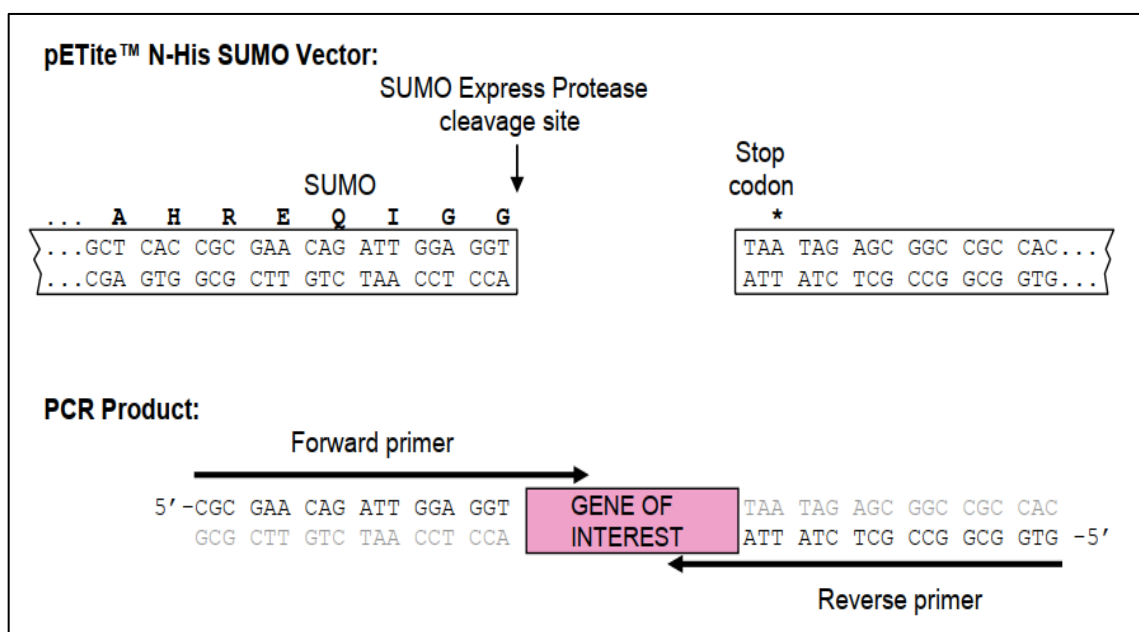 pETite™ N-His SUMO Vector:
SUMO Express Protease
cleavage site
SUMO
Stop
codon
... A H R E Q I G G
*
...GCT CAC CGC GAA CAG ATT GGA GGT
TAA TAG AGC GGC CGC CAC...
...CGA GTG GCG CTT GTC TAA CCT CCA
ATT ATC TCG CCG GCG GTG...
PCR Product:
Forward primer
5’-CGC GAA CAG ATT GGA GGT
GENE OF
INTEREST
TAA TAG AGC GGC CGC CAC
GCG CTT GTC TAA CCT CCA
ATT ATC TCG CCG GCG GTG -5’
Reverse primer